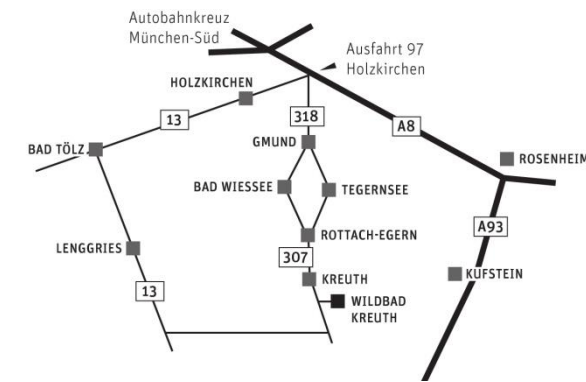 Autobahnkreuz
München-Süd
Ausfahrt 97
Holzkirchen
HOLZKIRCHEN
13
318
A8
GMUND
BAD TÖLZ
ROSENHEIM
BAD WIESSEE
TEGERNSEE
A93
ROTTACH-EGERN
LENGGRIES
307
KUFSTEIN
KREUTH
13
WILDBAD
KREUTH